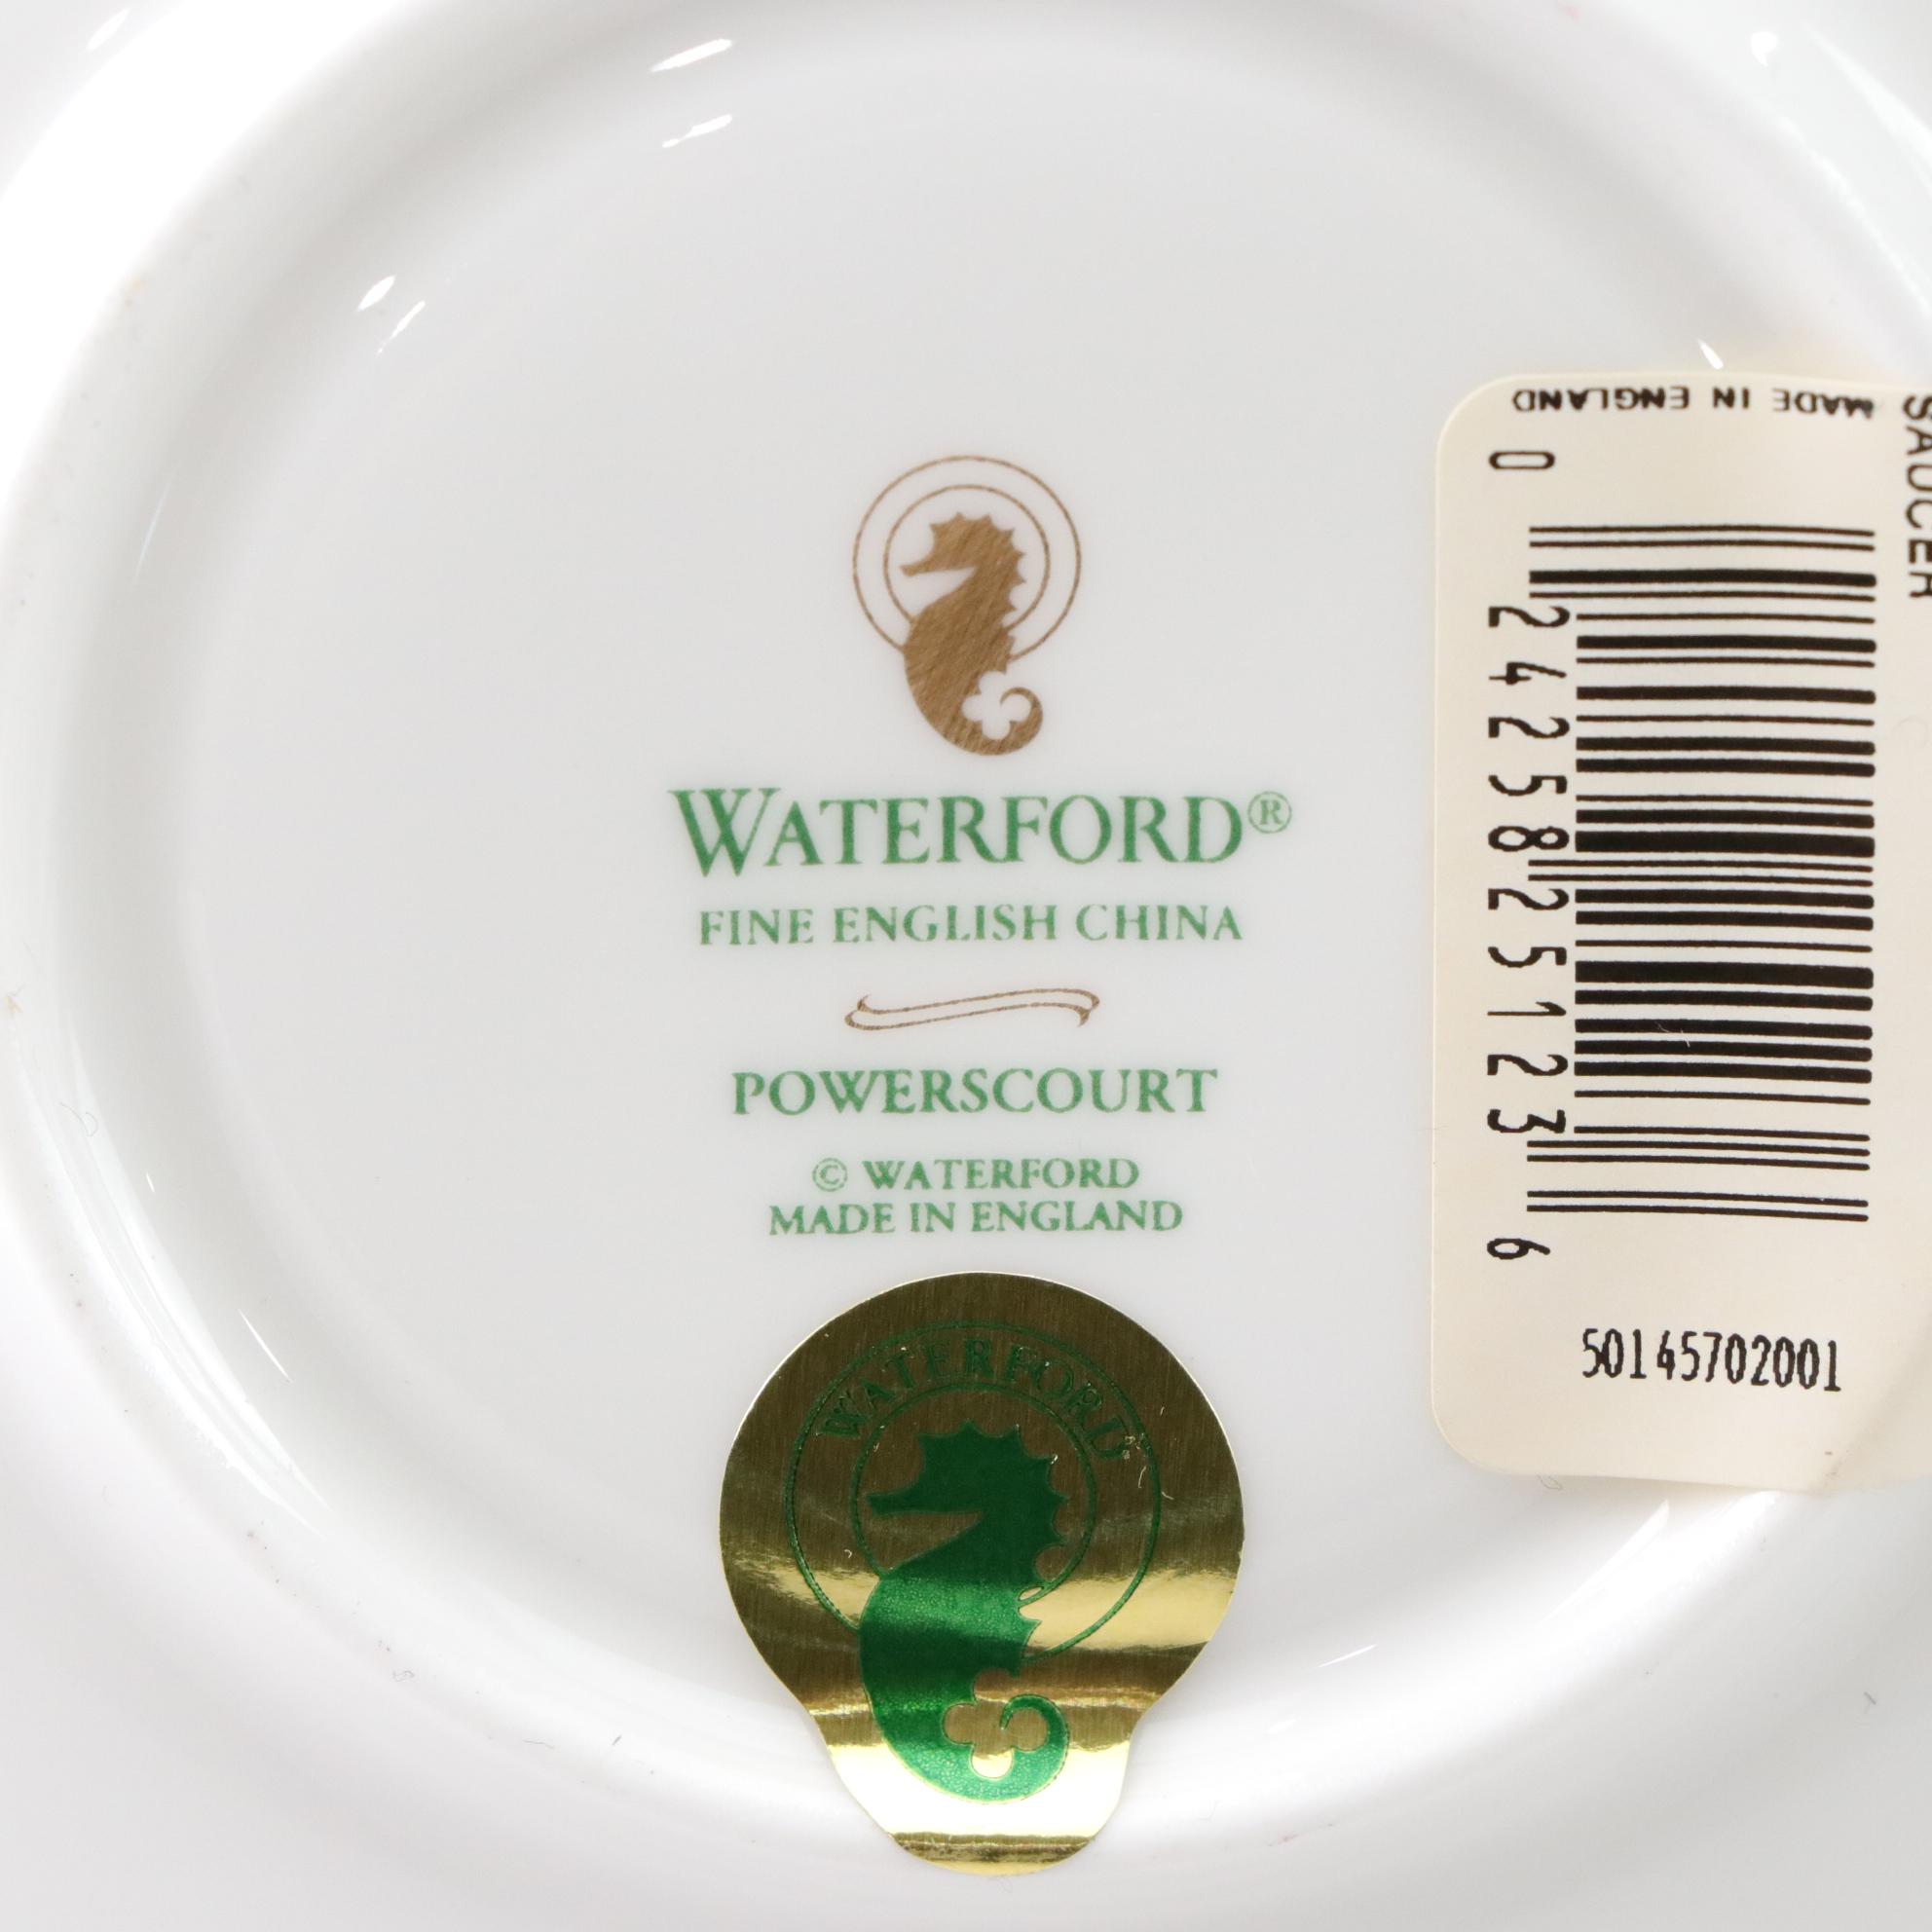 WATERFORD®
FINE ENGLISH CHINA
POWERSCOURT
© WATERFORD
MADE IN ENGLAND
WATERFORD
SAUCER
MADE IN ENGLAND
0 24258 25123 6
50145702001